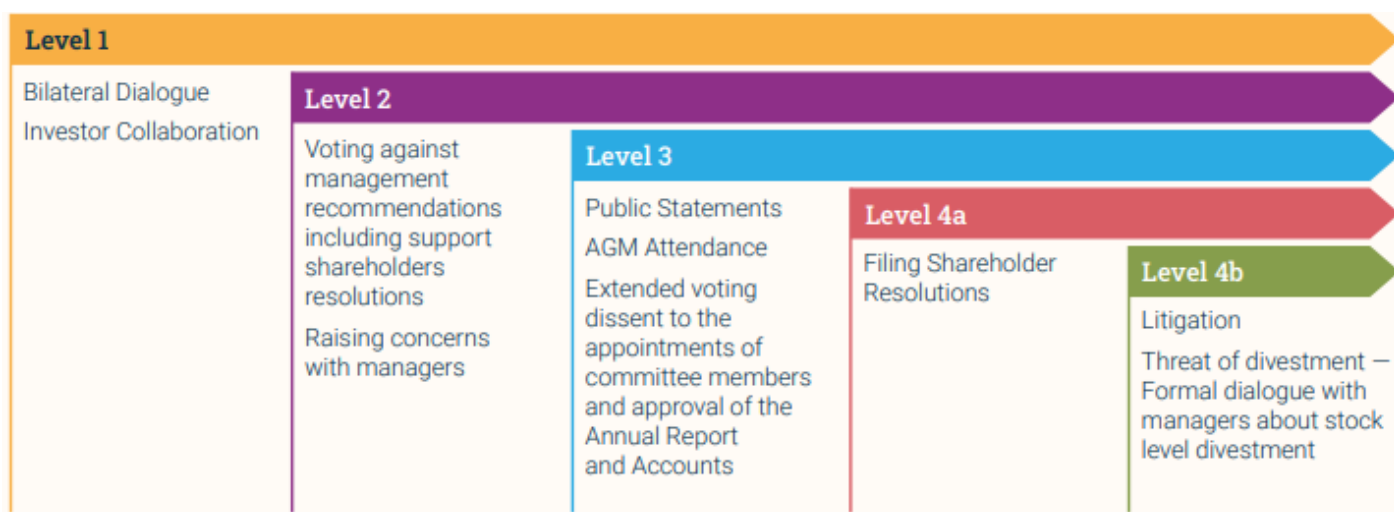 Level 1
Bilateral Dialogue
Investor Collaboration
Level 2
Voting against
management
recommendations
including support
shareholders
resolutions
Raising concerns
with managers
Level 3
Public Statements
AGM Attendance
Extended voting
dissent to the
appointments of
committee members
and approval of the
Annual Report
and Accounts
Level 4a
Filing Shareholder
Resolutions
Level 4b
Litigation
Threat of divestment —
Formal dialogue with
managers about stock
level divestment